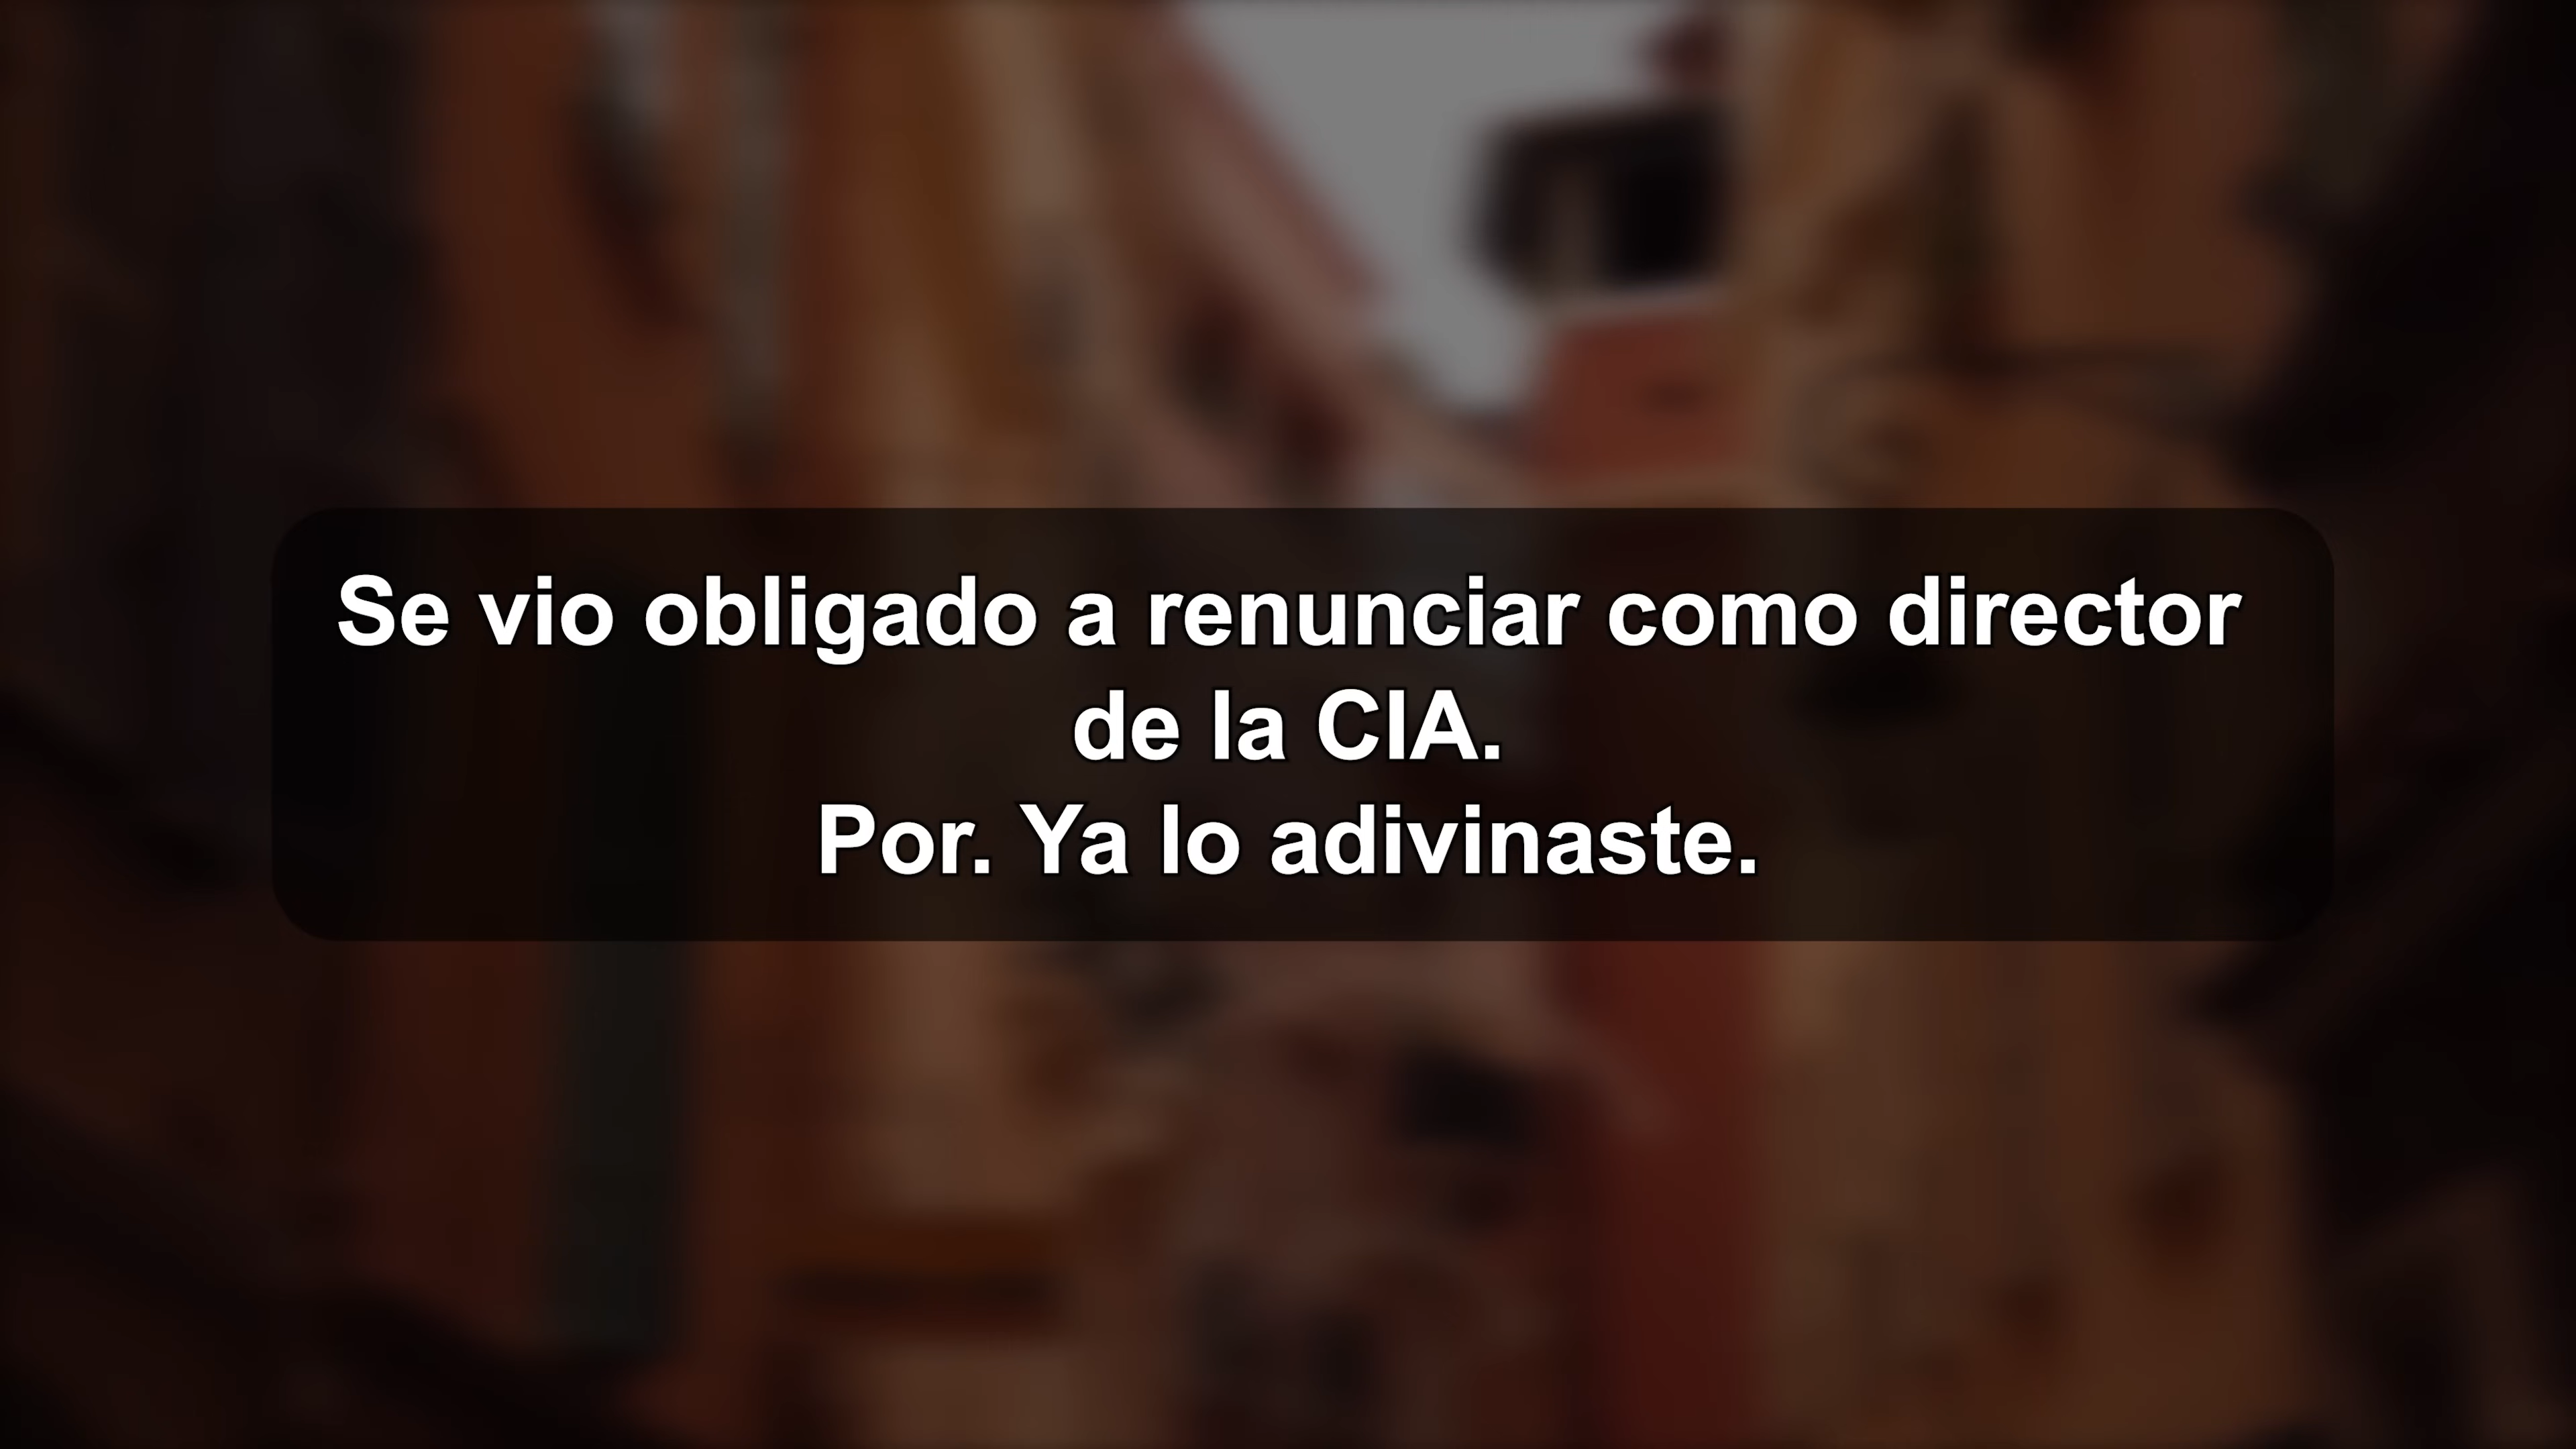 Se vio obligado a renunciar como director
de la CIA.
Por. Ya lo adivinaste.